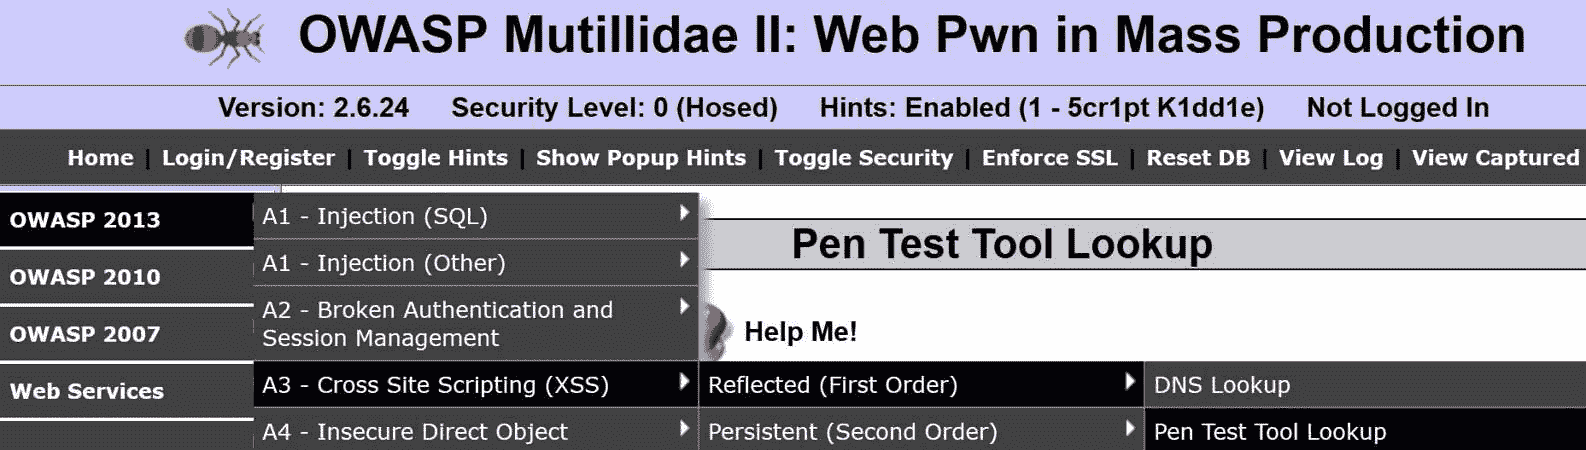 OWASP Mutillidae II: Web Pwn in Mass Production
Version: 2.6.24 Security Level: 0 (Hosed) Hints: Enabled (1 - 5cr1pt K1dd1e) Not Logged In
Home | Login/Register | Toggle Hints | Show Popup Hints | Toggle Security | Enforce SSL | Reset DB | View Log | View Captured
OWASP 2013
OWASP 2010
OWASP 2007
Web Services
A1 - Injection (SQL)
A1 - Injection (Other)
A2 - Broken Authentication and
Session Management
A3 - Cross Site Scripting (XSS)
A4 - Insecure Direct Object
Pen Test Tool Lookup
Help Me!
Reflected (First Order)
Persistent (Second Order)
DNS Lookup
Pen Test Tool Lookup